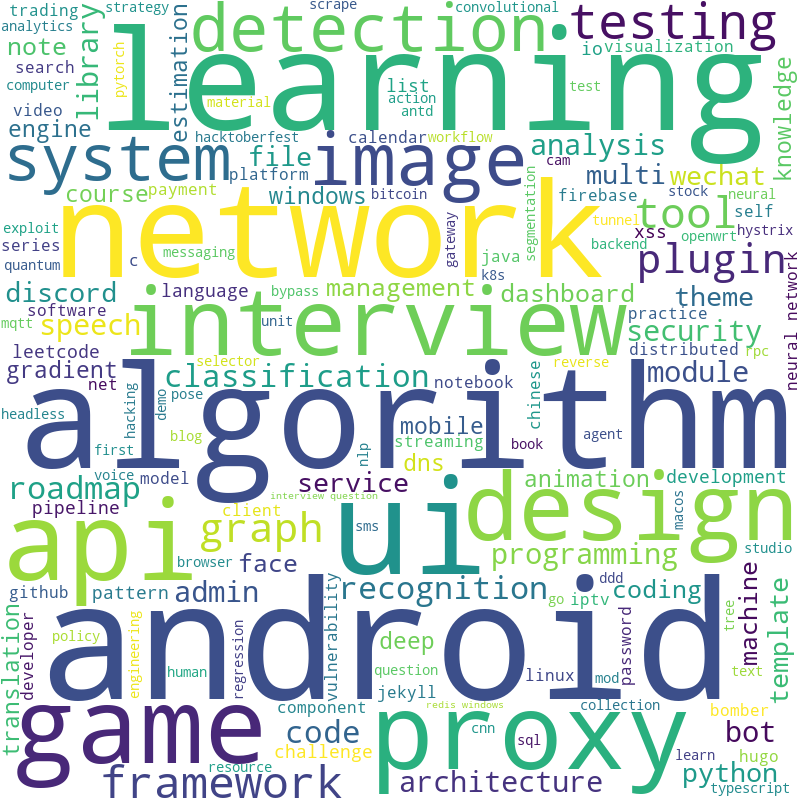 trading
strategy
scrape
convolutional
analytics
note
library
estimation
detection
testing
io
visualization
search
computer
pytorch
learning
list
action
antd
test
material
knowledge
video
engine
hacktoberfest
calendar
workflow
system
file
platform
image
analysis
cam
multi
wechat
course
payment
windows
bitcoin
segmentation
firebase
stock
neural
exploit
series
quantum
network
tool
self
tunnel
xss
openwrt
hystrix
c
messaging
gateway
java
k8s
backend
plugin
discord
language
bypass
management
dashboard
theme
software
mqtt
speech
interview
unit
practice
security
leetcode
gradient
net
selector
reverse
distributed
rpc
neural network
classification
notebook
chinese
module
headless
hacking
demo
pose
algorithm
mobile
streaming
book
agent
first
blog
nlp
dns
voice
model
roadmap
service
animation
development
pipeline
interview question
client
sms
ui
design
macos
api
graph
browser
programming
studio
github
pattern
face
admin
recognition
ddd
go
iptv
coding
machine
template
translation
developer
policy
engineering
human
regression
vulnerability
android
deep
question
jekyll
linux
mod
password
tree
text
component
redis windows
collection
bomber
game
code
challenge
resource
proxy
cnn
sql
bot
learn
hugo
framework
architecture
python
typescript